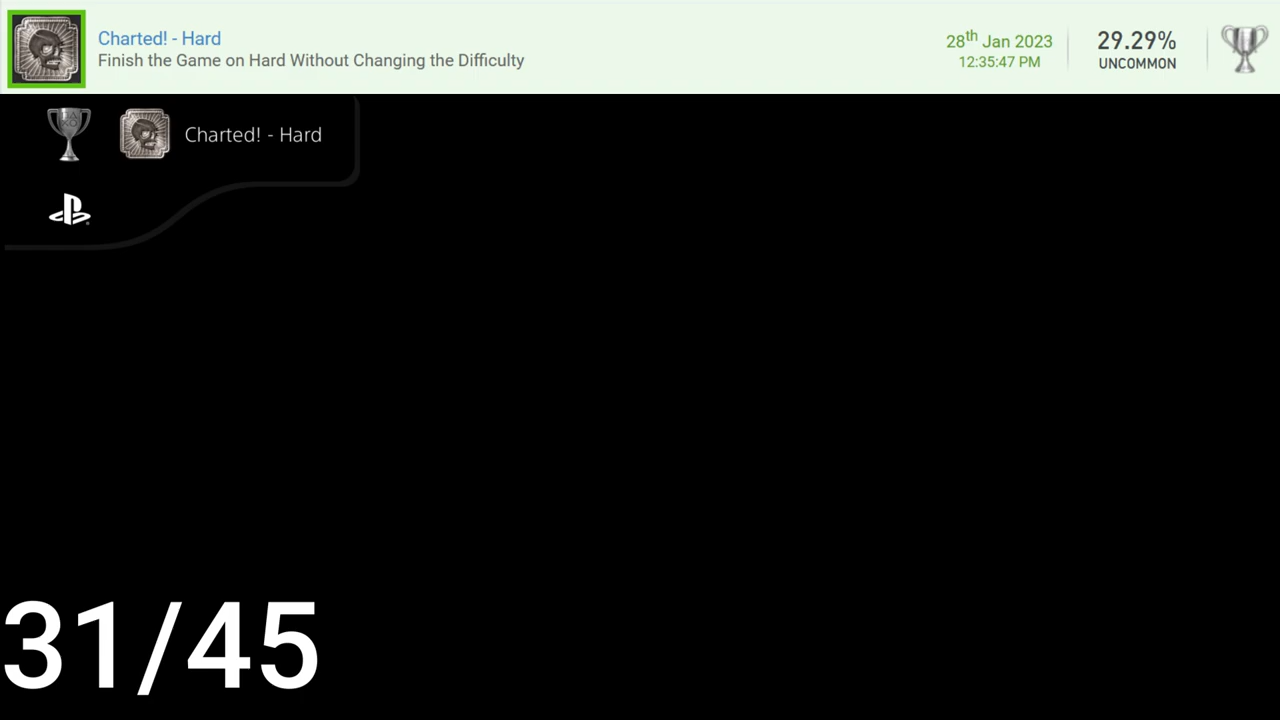 Charted! - Hard
Finish the Game on Hard Without Changing the Difficulty
28th Jan 2023
12:35:47 PM
29.29%
UNCOMMON
Charted! - Hard
31/45